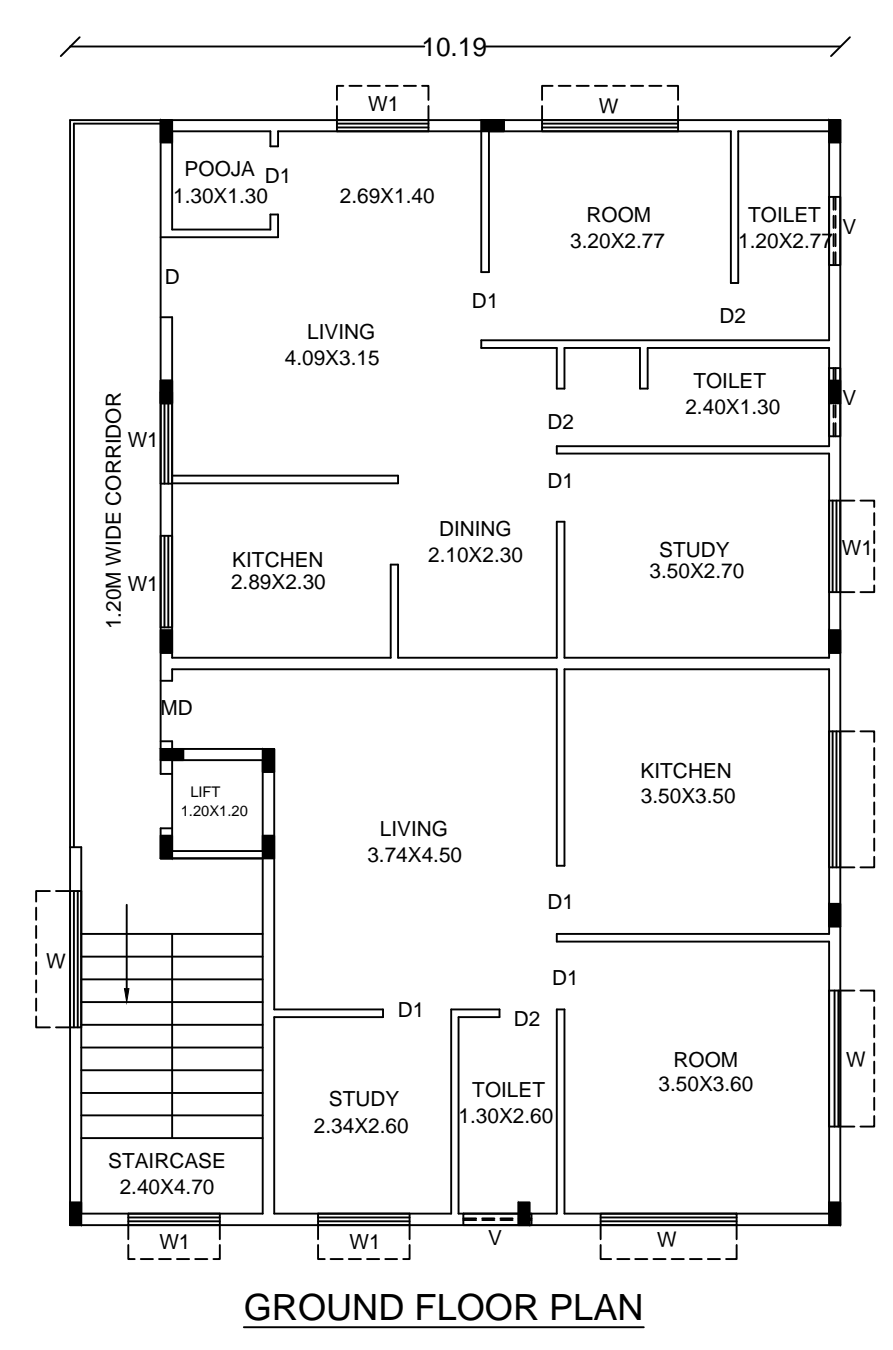 10.19
W1
W
POOJA
1.30X1.30
D1
2.69X1.40
ROOM
3.20X2.77
TOILET
1.20X2.77
V
D
D1
D2
LIVING
4.09X3.15
TOILET
2.40X1.30
V
D2
1.20M WIDE CORRIDOR
W1
D1
DINING
2.10X2.30
KITCHEN
2.89X2.30
STUDY
3.50X2.70
W1
W1
MD
LIFT
1.20X1.20
KITCHEN
3.50X3.50
LIVING
3.74X4.50
D1
W
D1
D1
D2
ROOM
3.50X3.60
W
STUDY
2.34X2.60
TOILET
1.30X2.60
STAIRCASE
2.40X4.70
W1
W1
V
W
GROUND FLOOR PLAN